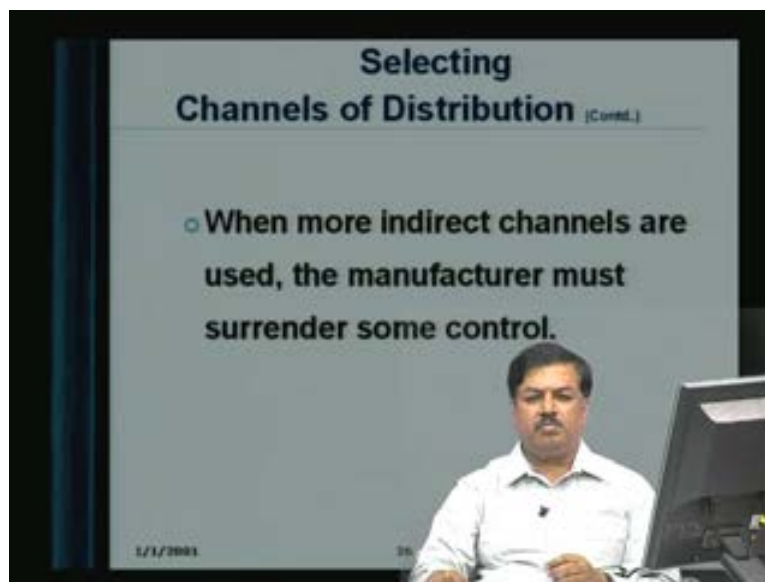 Selecting
Channels of Distribution (Contd.)
When more indirect channels are
used, the manufacturer must
surrender some control.
1/1/2001
26